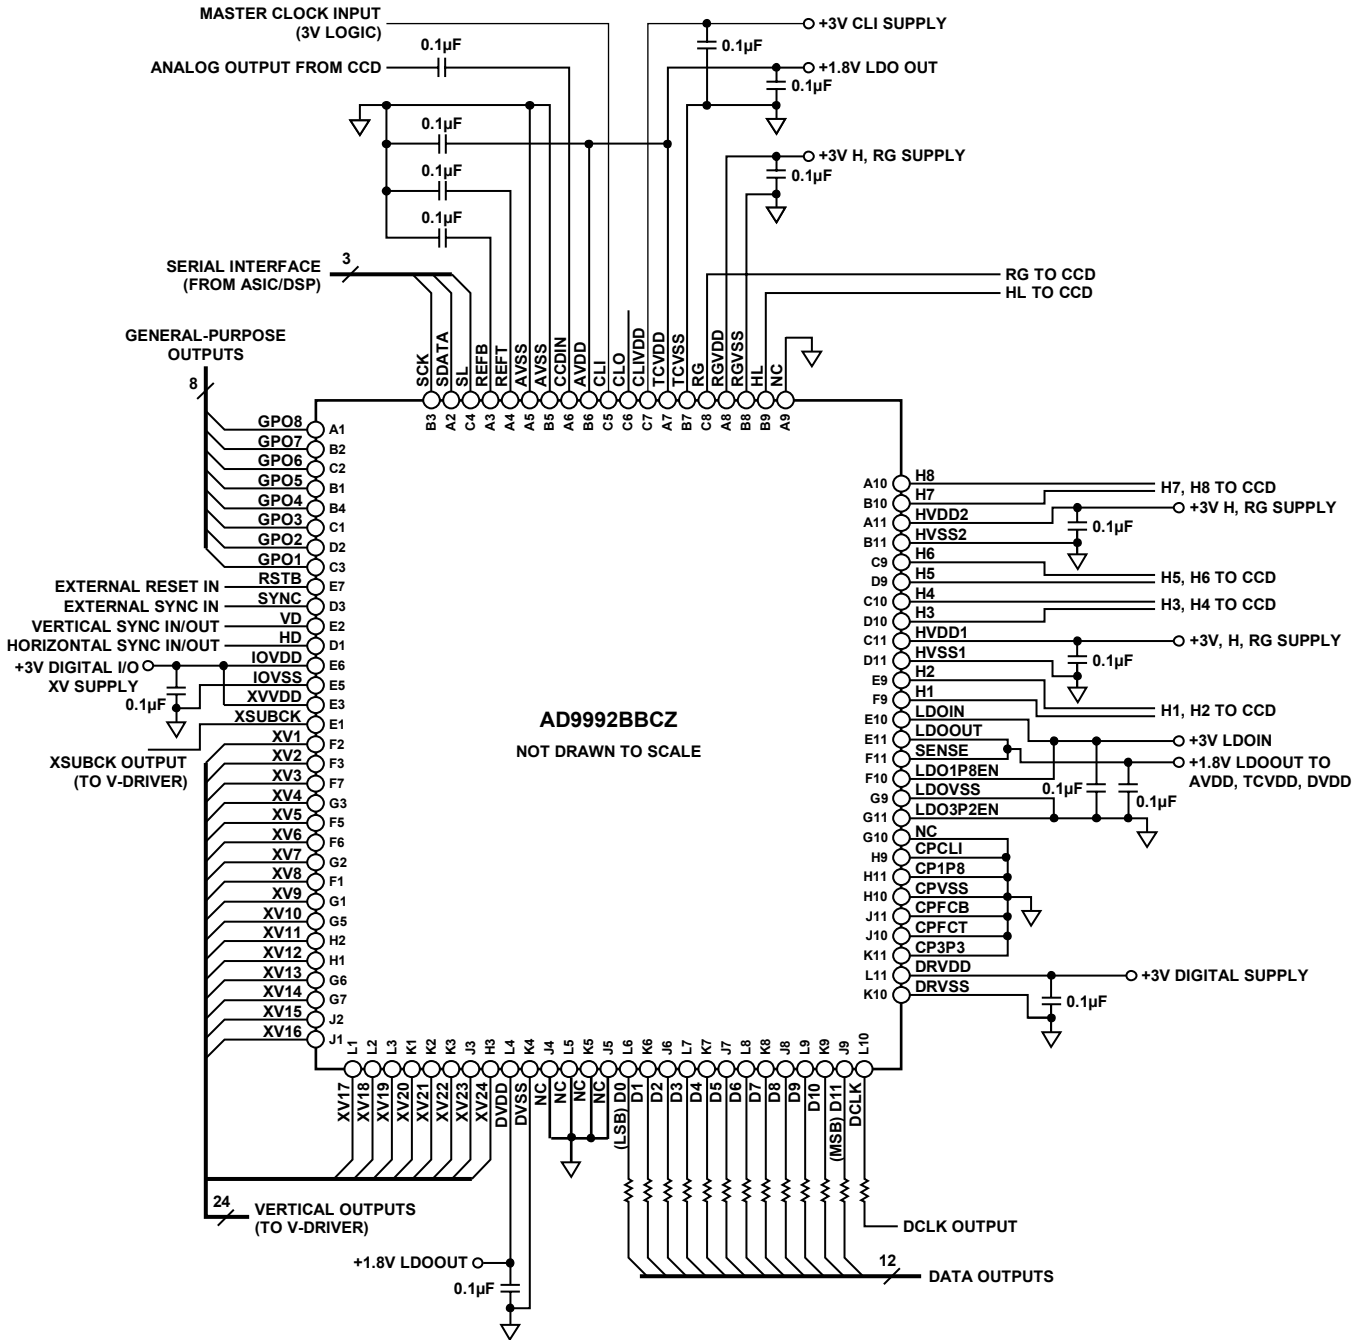 MASTER CLOCK INPUT
(3V LOGIC)
+3V CLI SUPPLY
0.1µF
0.1µF
ANALOG OUTPUT FROM CCD
+1.8V LDO OUT
0.1µF
0.1µF
+3V H, RG SUPPLY
0.1µF
0.1µF
0.1µF
SERIAL INTERFACE
(FROM ASIC/DSP)
3
RG TO CCD
HL TO CCD
GENERAL-PURPOSE
OUTPUTS
8
SCK
SDATA
SL
REFB
REFT
AVSS
AVSS
CCDIN
AVDD
CLI
CLO
CLIVDD
TCVDD
TCVSS
RG
RGVDD
RGVSS
HL
NC
B3
A2
C4
A3
A4
A5
B5
A6
B6
C5
C6
C7
A7
B7
C8
A8
B8
B9
A9
GPO8 A1
GPO7 B2
GPO6 C2
GPO5 B1
GPO4 B4
GPO3 C1
GPO2 D2
GPO1 C3
EXTERNAL RESET IN RSTB E7
EXTERNAL SYNC IN SYNC D3
VERTICAL SYNC IN/OUT VD E2
HORIZONTAL SYNC IN/OUT HD D1
+3V DIGITAL I/O IOVDD E6
XV SUPPLY IOVSS E5
0.1µF XVVDD E3
XSUBCK E1
XSUBCK OUTPUT
(TO V-DRIVER)
XV1 F2
XV2 F3
XV3 F7
XV4 G3
XV5 F5
XV6 F6
XV7 G2
XV8 F1
XV9 G1
XV10 G5
XV11 H2
XV12 H1
XV13 G6
XV14 G7
XV15 J2
XV16 J1
AD9992BBCZ
NOT DRAWN TO SCALE
A10 H8
B10 H7
H7, H8 TO CCD
A11 HVDD2
+3V H, RG SUPPLY
0.1µF
B11 HVSS2
C9 H6
D9 H5
H5, H6 TO CCD
C10 H4
D10 H3
H3, H4 TO CCD
C11 HVDD1
+3V, H, RG SUPPLY
D11 HVSS1
0.1µF
E9 H2
F9 H1
H1, H2 TO CCD
E10 LDOIN
E11 LDOOUT
+3V LDOIN
F11 SENSE
+1.8V LDOOUT TO
AVDD, TCVDD, DVDD
F10 LDO1P8EN
0.1µF
0.1µF
G9 LDOVSS
G11 LDO3P2EN
G10 NC
H9 CPCLI
H11 CP1P8
H10 CPVSS
J11 CPFCB
J10 CPFCT
K11 CP3P3
L11 DRVDD
+3V DIGITAL SUPPLY
K10 DRVSS
0.1µF
L1
L2
L3
K1
K2
K3
J3
H3
L4
K4
J4
L5
K5
J5
L6
K6
J6
L7
K7
J7
L8
K8
J8
L9
K9
J9
L10
XV17
XV18
XV19
XV20
XV21
XV22
XV23
XV24
DVDD
DVSS
NC
NC
NC
NC
(LSB) D0
D1
D2
D3
D4
D5
D6
D7
D8
D9
D10
(MSB) D11
DCLK
24
VERTICAL OUTPUTS
(TO V-DRIVER)
DCLK OUTPUT
+1.8V LDOOUT
0.1µF
12
DATA OUTPUTS